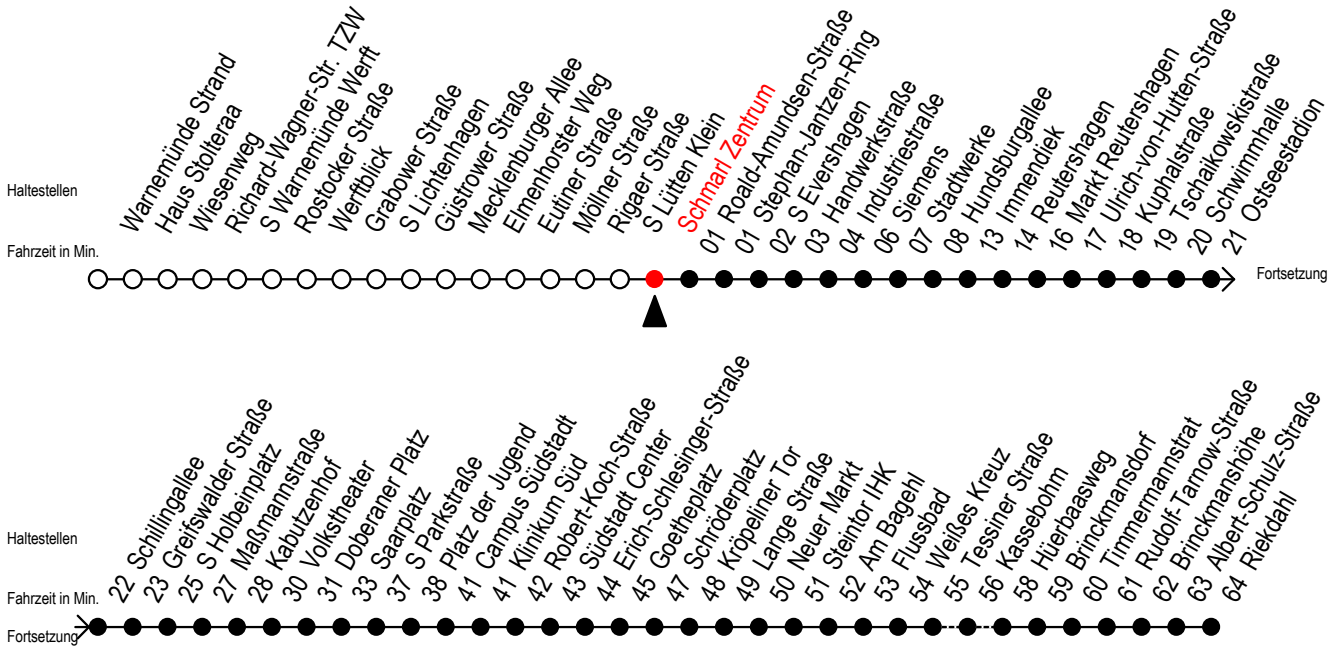 Haltestellen
Warnemünde Strand
Haus Stolteraa
Wiesenweg
Richard-Wagner-Str. TZW
S Warnemünde Werft
Rostocker Straße
Werftblick
Grabower Straße
S Lichtenhagen
Güstrower Straße
Mecklenburger Allee
Elmenhorster Weg
Eutiner Straße
Möllner Straße
Rigaer Straße
S Lütten Klein
Schmarl Zentrum
Fahrzeit in Min.
01 Roald-Amundsen-Straße
01 Stephan-Jantzen-Ring
02 S Evershagen
03 Handwerkstraße
04 Industriestraße
06 Siemens
07 Stadtwerke
08 Hundsburgallee
13 Immendiek
14 Reutershagen
16 Markt Reutershagen
17 Ulrich-von-Hutten-Straße
18 Kuphalstraße
19 Tschaikowskistraße
20 Schwimmhalle
21 Ostseestadion
Fortsetzung
Haltestellen
Fahrzeit in Min.
Fortsetzung
22 Schillingallee
23 Greifswalder Straße
25 S Holbeinplatz
27 Maßmannstraße
28 Kabutzenhof
30 Volkstheater
31 Doberaner Platz
33 Saarplatz
37 S Parkstraße
38 Platz der Jugend
41 Campus Südstadt
41 Klinikum Süd
42 Robert-Koch-Straße
43 Südstadt Center
44 Erich-Schlesinger-Straße
45 Goetheplatz
47 Schröderplatz
48 Kröpeliner Tor
49 Lange Straße
50 Neuer Markt
51 Steintor IHK
52 Am Bagehl
53 Flussbad
54 Weißes Kreuz
55 Tessiner Straße
56 Kassebohm
58 Hüerbaasweg
59 Brinckmansdorf
60 Timmermannstrat
61 Rudolf-Tarnow-Straße
62 Brinckmanshöhe
63 Albert-Schulz-Straße
64 Riekdahl